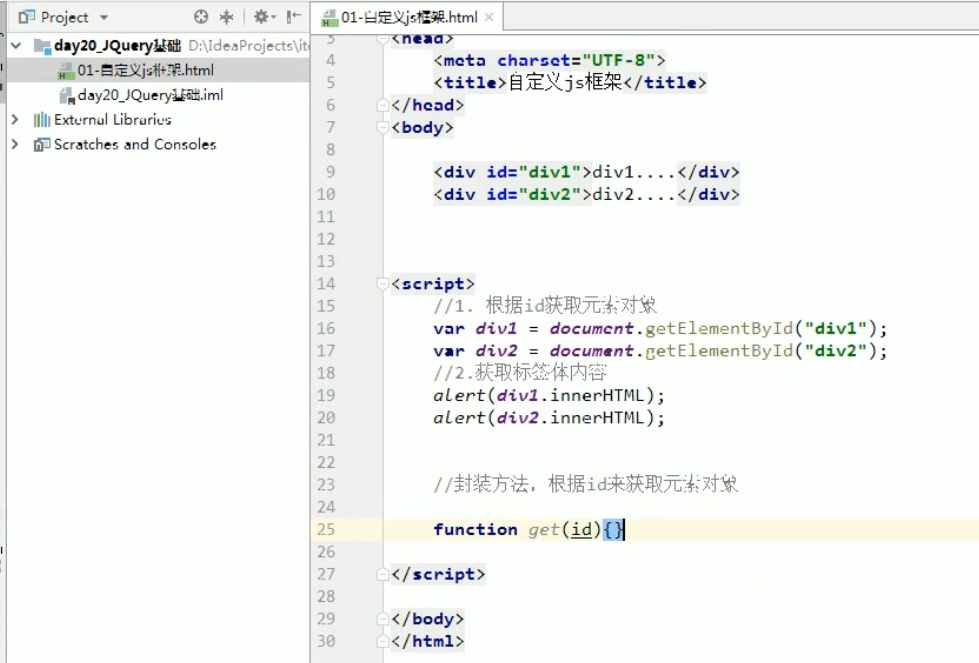 Project
01-自定义js框架.html
day20_JQuery基础 D:\IdeaProjects\it
01-自定义js框架.html
day20_JQuery基础.iml
External Libraries
Scratches and Consoles
3 <head>
4 <meta charset="UTF-8">
5 <title>自定义js框架</title>
6 </head>
7 <body>
8
9 <div id="div1">div1....</div>
10 <div id="div2">div2....</div>
11
12
13
14 <script>
15 //1. 根据id获取元素对象
16 var div1 = document.getElementById("div1");
17 var div2 = document.getElementById("div2");
18 //2.获取标签体内容
19 alert(div1.innerHTML);
20 alert(div2.innerHTML);
21
22
23 //封装方法，根据id来获取元素对象
24
25 function get(id){}
26
27 </script>
28
29 </body>
30 </html>